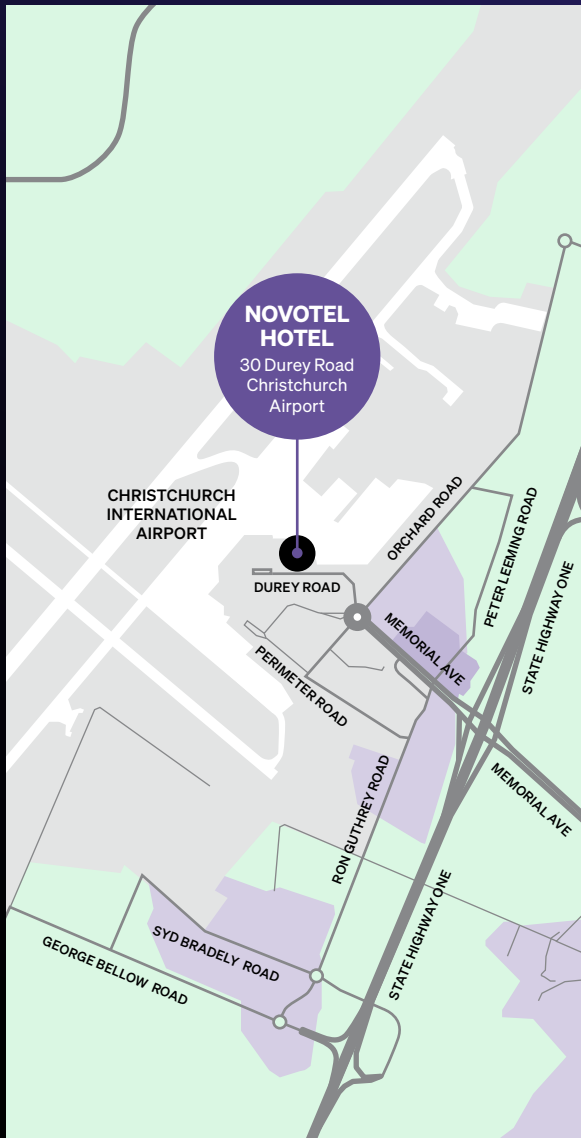 NOVOTEL
HOTEL
30 Durey Road
Christchurch
Airport
CHRISTCHURCH
INTERNATIONAL
AIRPORT
ORCHARD ROAD
PETER LEEMING ROAD
DUREY ROAD
STATE HIGHWAY ONE
MEMORIAL AVE
PERIMETER ROAD
MEMORIAL AVE
RON GUTHREY ROAD
STATE HIGHWAY ONE
SYD BRADELY ROAD
GEORGE BELLOW ROAD